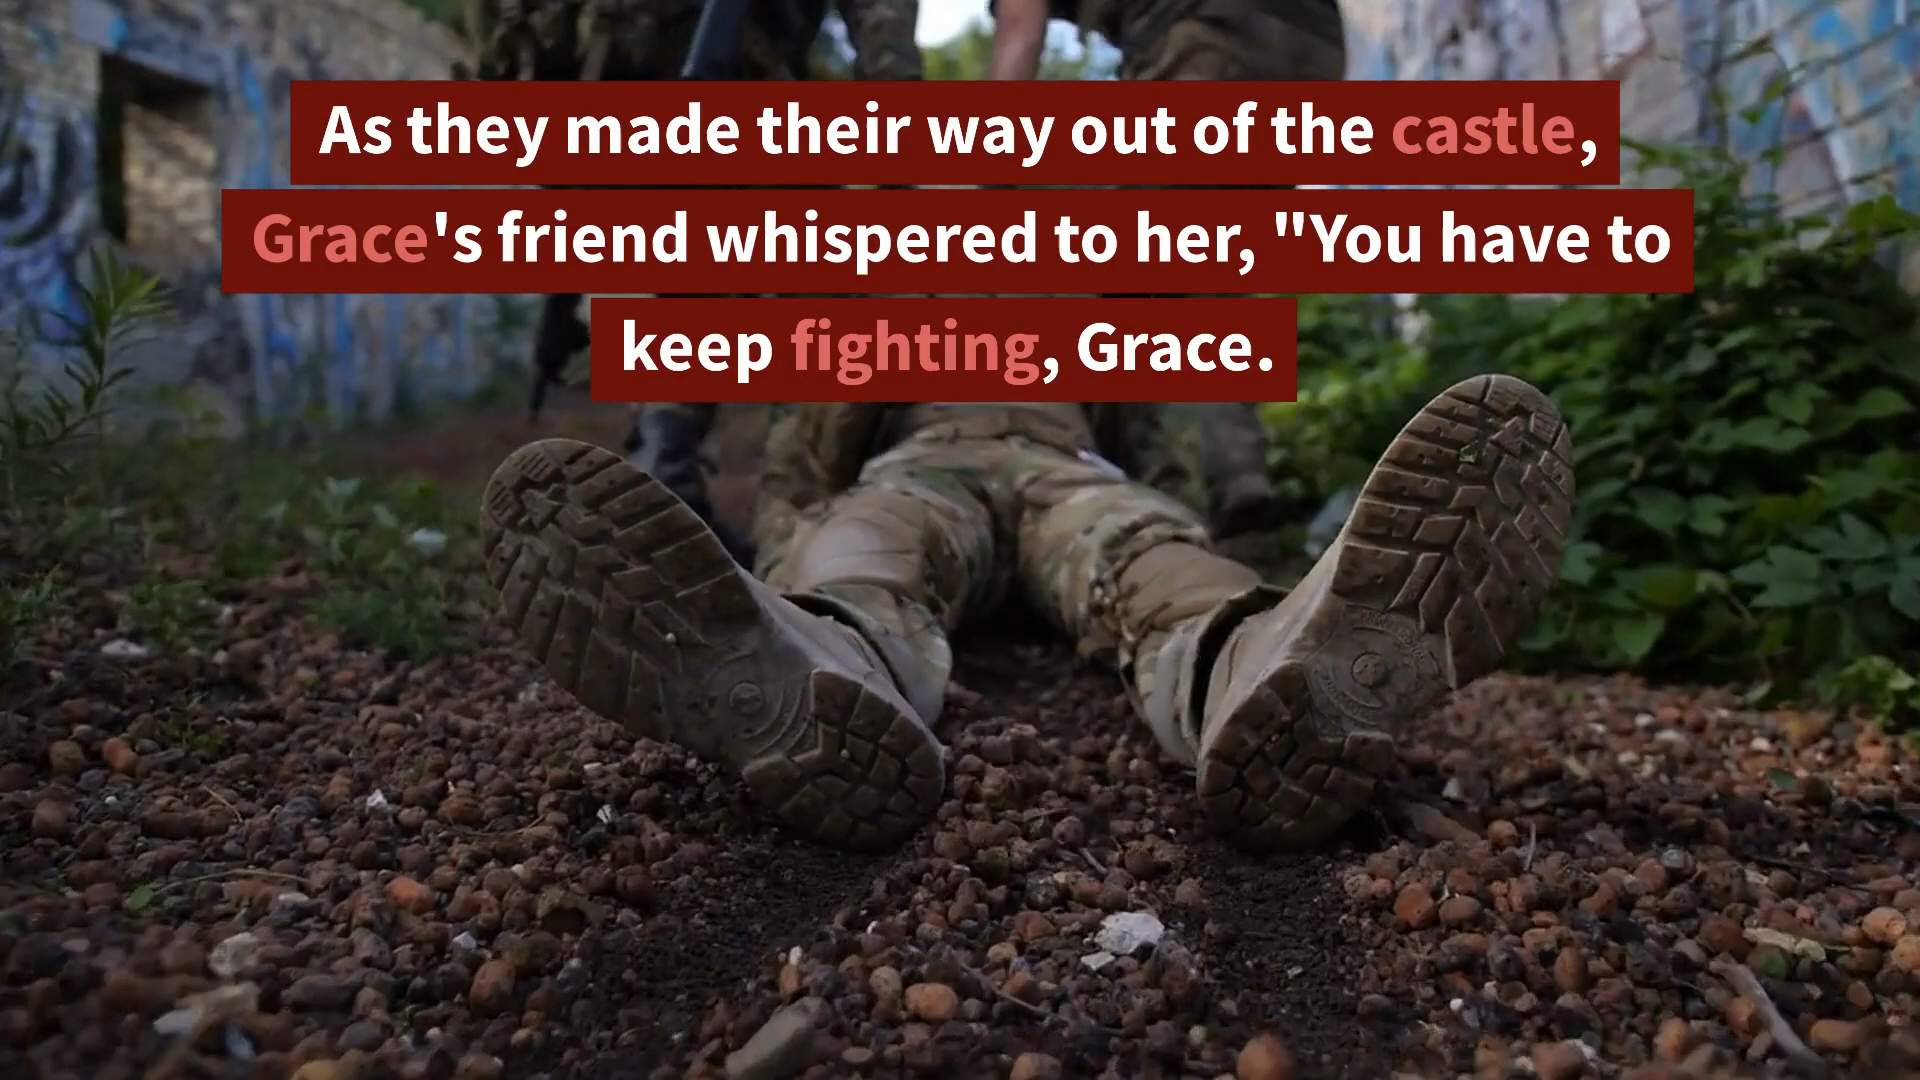 As they made their way out of the castle,
Grace's friend whispered to her, "You have to
keep fighting, Grace.